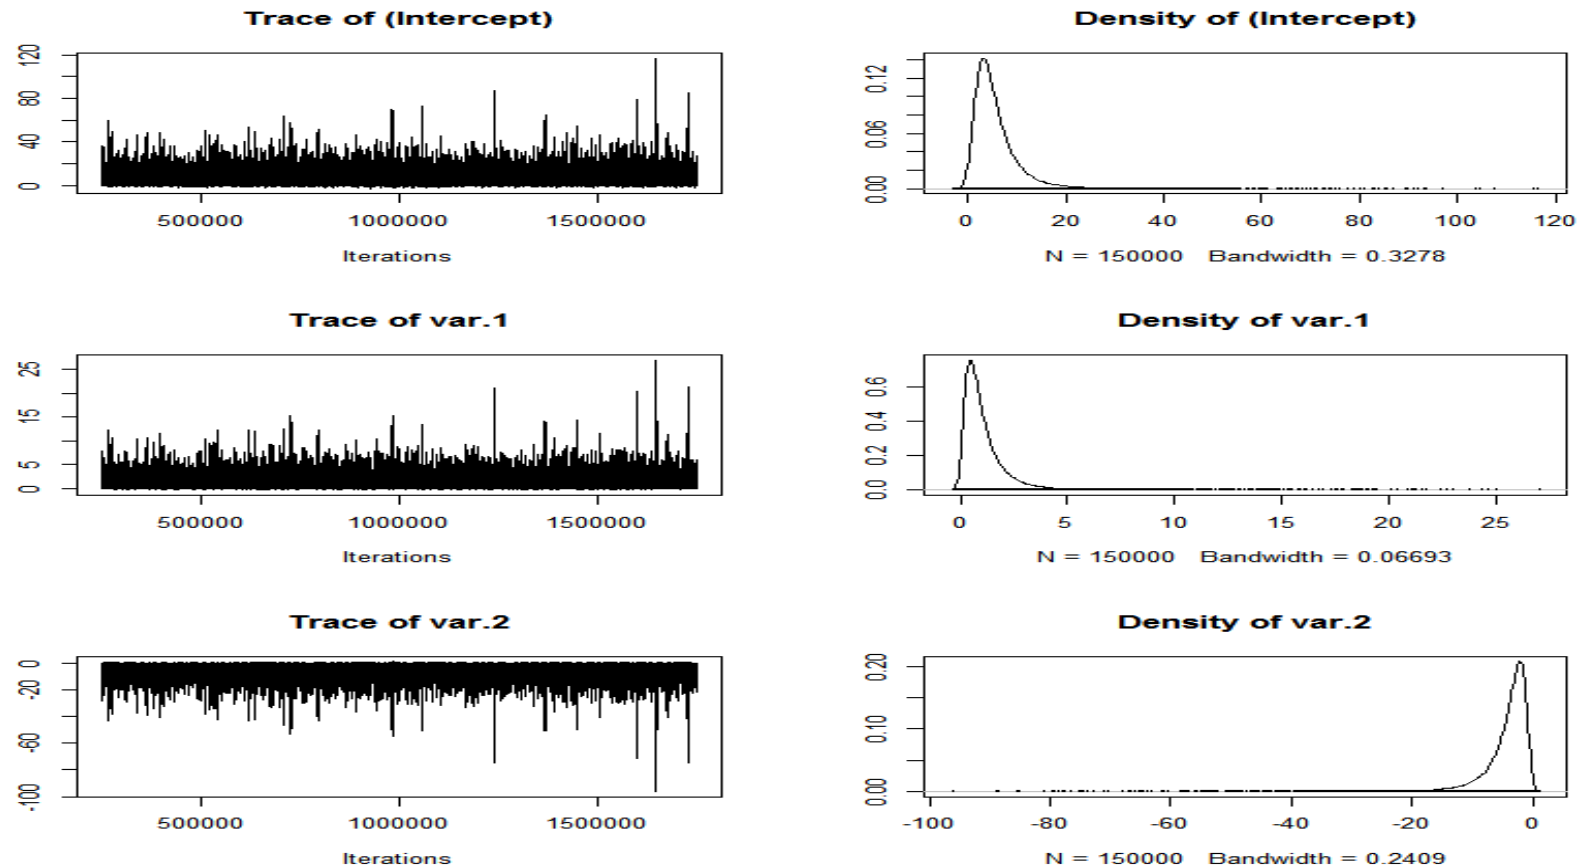 Trace of (Intercept)
Density of (Intercept)
120
80
40
0
500000 1000000 1500000
Iterations
0.12
0.06
0.00
0 20 40 60 80 100 120
N = 150000 Bandwidth = 0.3278
Trace of var.1
Density of var.1
25
15
5
0
500000 1000000 1500000
Iterations
0.6
0.4
0.2
0.0
0 5 10 15 20 25
N = 150000 Bandwidth = 0.06693
Trace of var.2
Density of var.2
0
-20
-60
-100
500000 1000000 1500000
Iterations
0.20
0.10
0.00
-100 -80 -60 -40 -20 0
N = 150000 Bandwidth = 0.2409